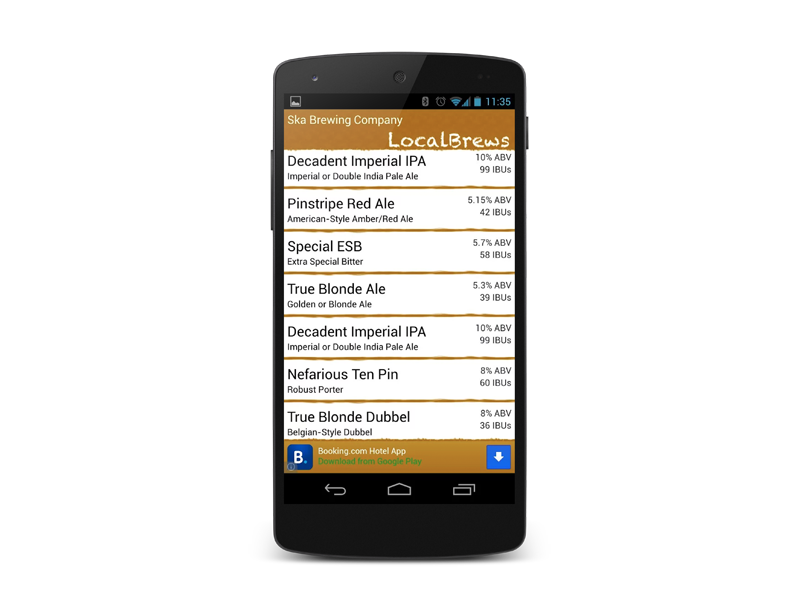 11:35
Ska Brewing Company
LocalBrews
Decadent Imperial IPA 10% ABV
Imperial or Double India Pale Ale 99 IBUs
Pinstripe Red Ale 5.15% ABV
American-Style Amber/Red Ale 42 IBUs
Special ESB 5.7% ABV
Extra Special Bitter 58 IBUs
True Blonde Ale 5.3% ABV
Golden or Blonde Ale 39 IBUs
Decadent Imperial IPA 10% ABV
Imperial or Double India Pale Ale 99 IBUs
Nefarious Ten Pin 8% ABV
Robust Porter 60 IBUs
True Blonde Dubbel 8% ABV
Belgian-Style Dubbel 36 IBUs
B. Booking.com Hotel App
Download from Google Play